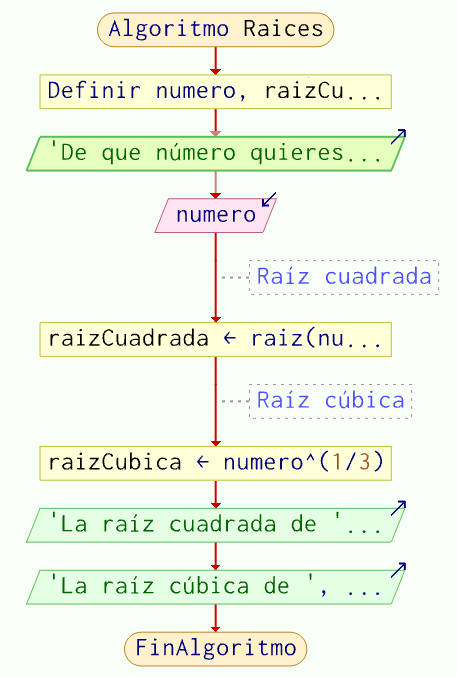 Algoritmo Raices
Definir numero, raizCu...
'De que número quieres...
numero
Raíz cuadrada
raizCuadrada ← raiz(nu...
Raíz cúbica
raizCubica ← numero^(1/3)
'La raíz cuadrada de '...
'La raíz cúbica de ', ...
FinAlgoritmo